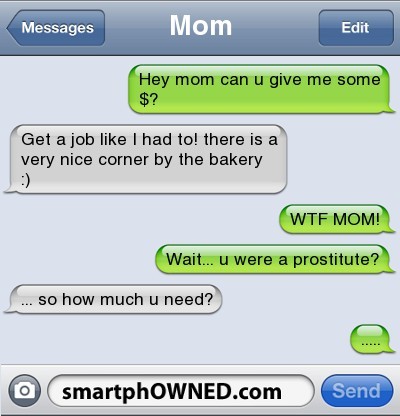 Messages Mom Edit
Hey mom can u give me some
$?
Get a job like I had to! there is a
very nice corner by the bakery
:)
WTF MOM!
Wait... u were a prostitute?
... so how much u need?
.....
smartphOWNED.com Send